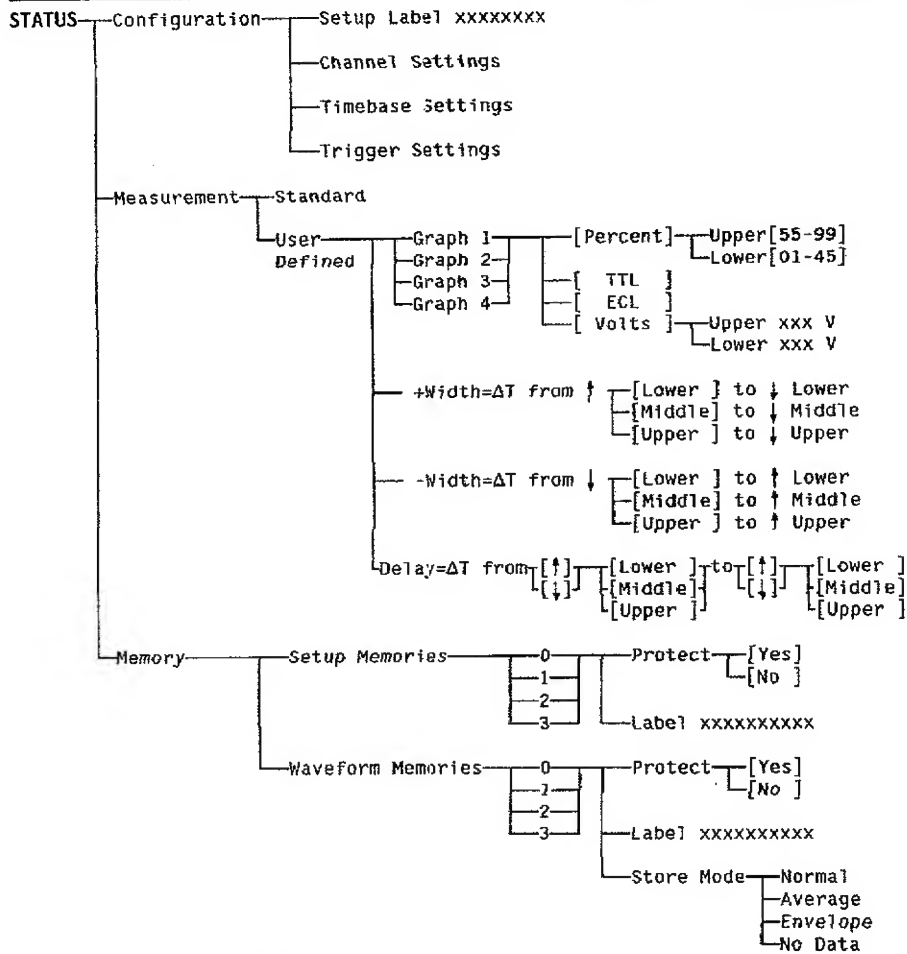 STATUS Configuration Setup Label xxxxxxxx
Channel Settings
Timebase Settings
Trigger Settings
Measurement Standard
User Graph 1 [Percent] Upper[55-99]
Defined Graph 2 Lower[01-45]
Graph 3 [ TTL ]
Graph 4 [ ECL ]
[ Volts ] Upper xxx V
Lower xxx V
+Width=ΔT from ↑ [Lower ] to ↓ Lower
[Middle] to ↓ Middle
[Upper ] to ↓ Upper
-Width=ΔT from ↓ [Lower ] to ↑ Lower
[Middle] to ↑ Middle
[Upper ] to ↑ Upper
Delay=ΔT from [↑] [Lower ] to [↑] [Lower ]
[↓] [Middle] [↓] [Middle]
[Upper ] [Upper ]
Memory Setup Memories 0 Protect [Yes]
1 [No ]
2
3 Label xxxxxxxxxx
Waveform Memories 0 Protect [Yes]
1 [No ]
2
3 Label xxxxxxxxxx
Store Mode Normal
Average
Envelope
No Data